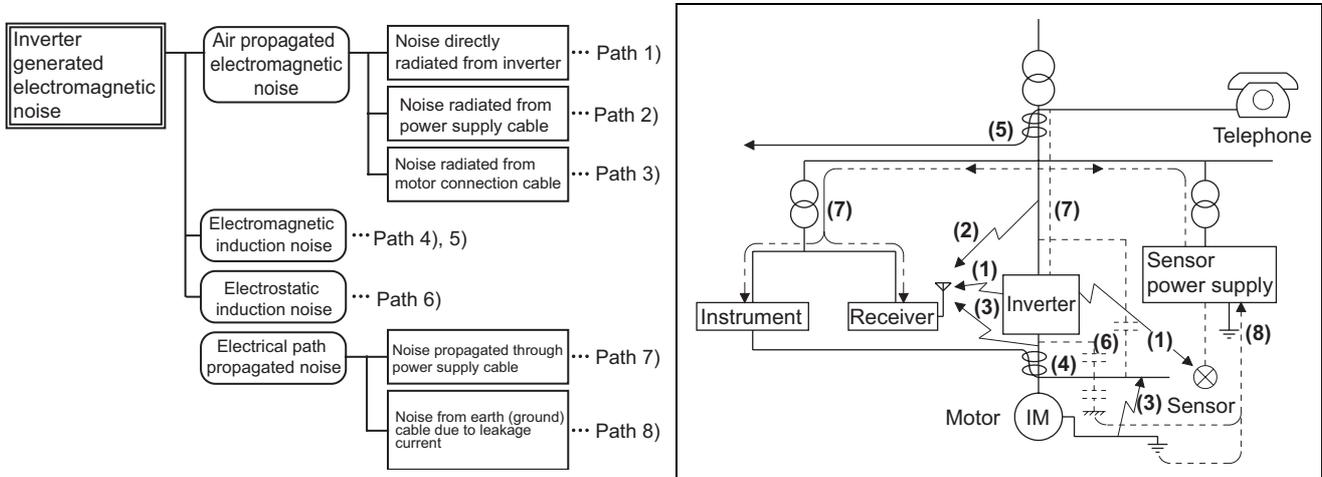 Inverter
generated
electromagnetic
noise
Air propagated
electromagnetic
noise
Noise directly
radiated from inverter
••• Path 1)
Noise radiated from
power supply cable
••• Path 2)
Noise radiated from
motor connection cable
••• Path 3)
Electromagnetic
induction noise
•••Path 4), 5)
Electrostatic
induction noise
••• Path 6)
Electrical path
propagated noise
Noise propagated through
power supply cable
••• Path 7)
Noise from earth (ground)
cable due to leakage
current
••• Path 8)
(5)
Telephone
(7)
(7)
(2)
(1)
(3)
Instrument
Receiver
Inverter
Sensor
power supply
(6)
(1)
(8)
(4)
(3)
Sensor
Motor
IM